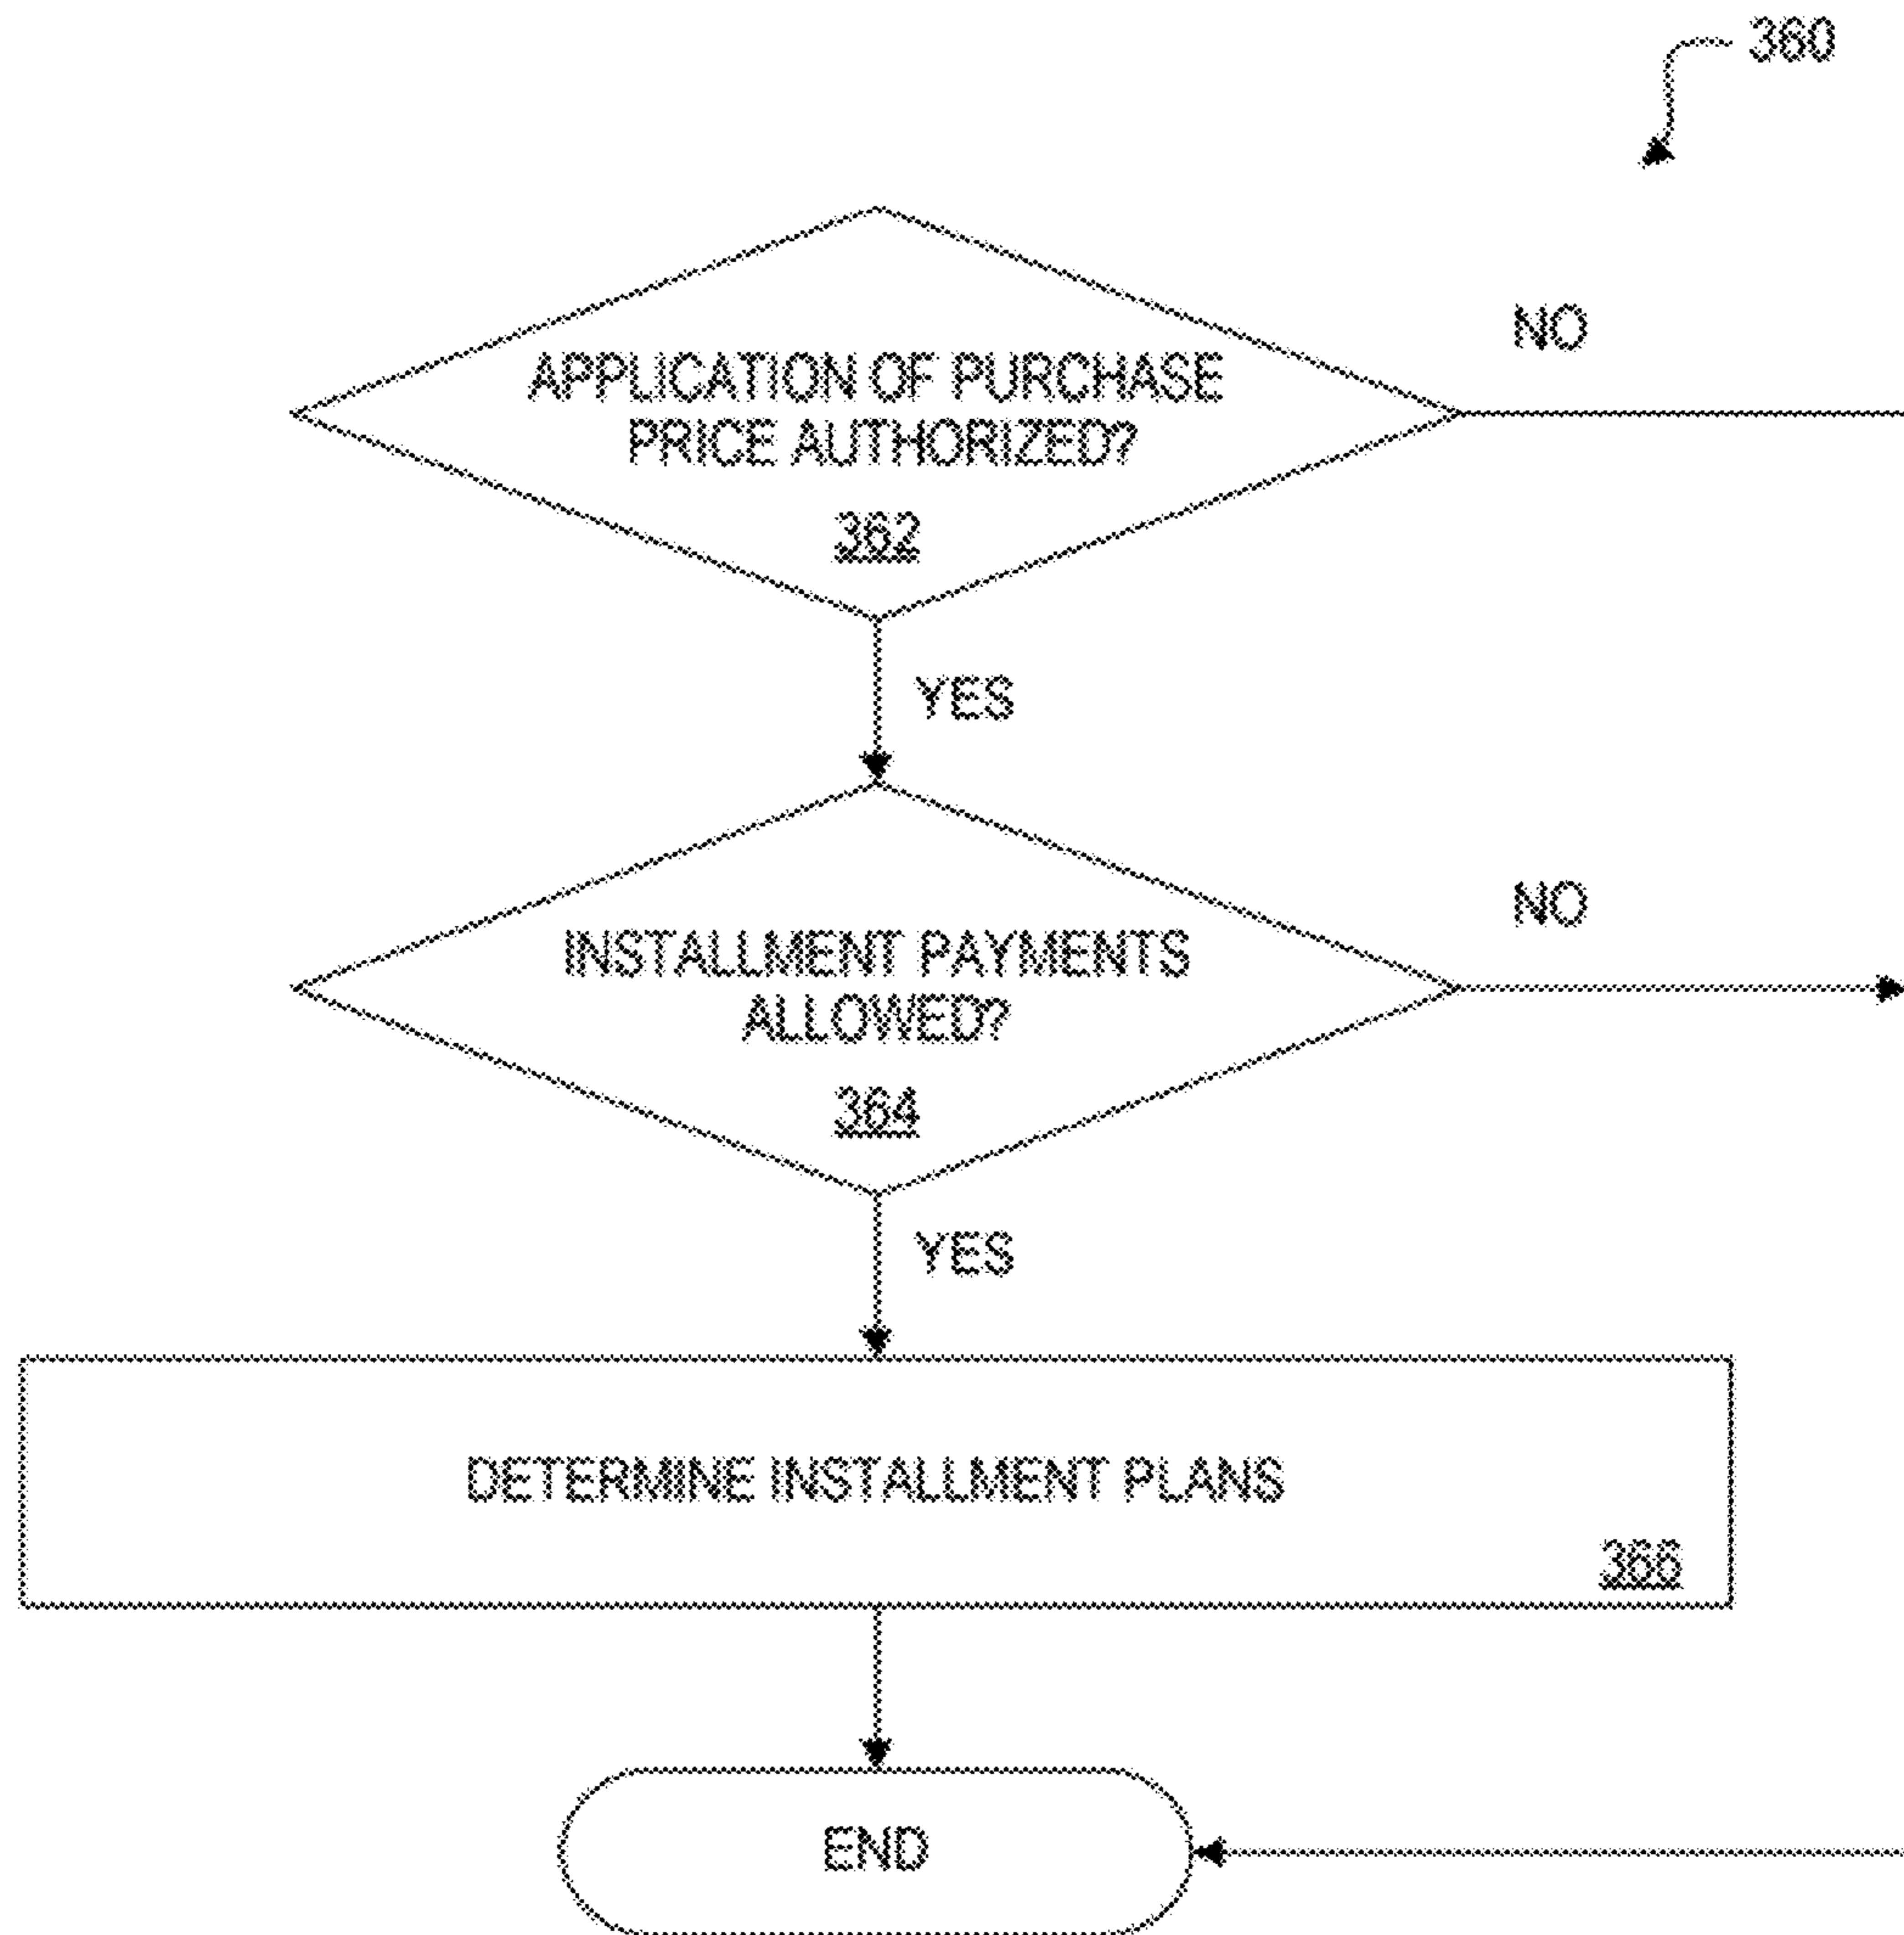 360
NO
APPLICATION OF PURCHASE
PRICE AUTHORIZED?
362
YES
NO
INSTALLMENT PAYMENTS
ALLOWED?
364
YES
DETERMINE INSTALLMENT PLANS
366
END